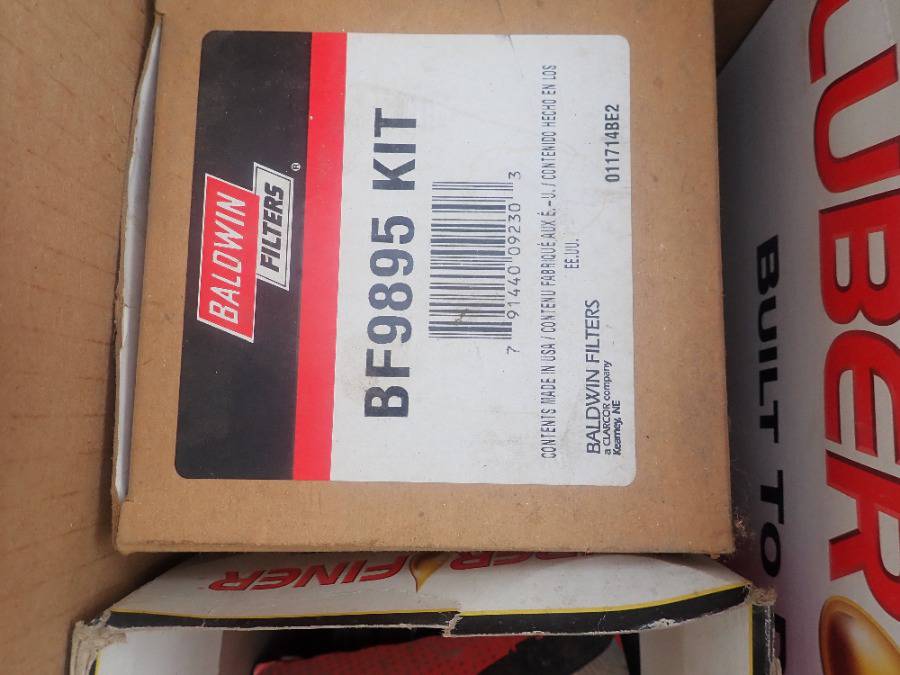 BALDWIN
FILTERS
®
BF9895 KIT
7 91440 09230 3
CONTENTS MADE IN USA / CONTENU FABRIQUÉ AUX É.-U. / CONTENIDO HECHO EN LOS
EE.UU.
BALDWIN FILTERS
a CLARCOR company
Kearney, NE
011714BE2
FINER
BUILT TO